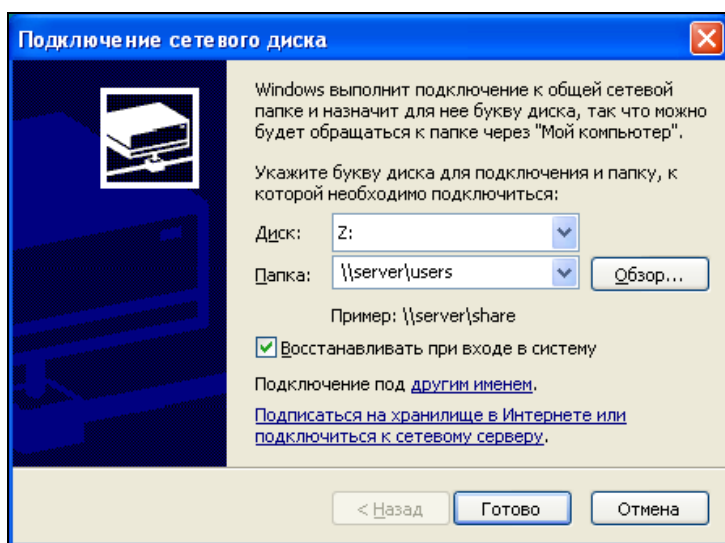 Подключение сетевого диска
Windows выполнит подключение к общей сетевой
папке и назначит для нее букву диска, так что можно
будет обращаться к папке через "Мой компьютер".
Укажите букву диска для подключения и папку, к
которой необходимо подключиться:
Диск: Z:
Папка: \\server\users Обзор...
Пример: \\server\share
Восстанавливать при входе в систему
Подключение под другим именем.
Подписаться на хранилище в Интернете или
подключиться к сетевому серверу.
< Назад Готово Отмена